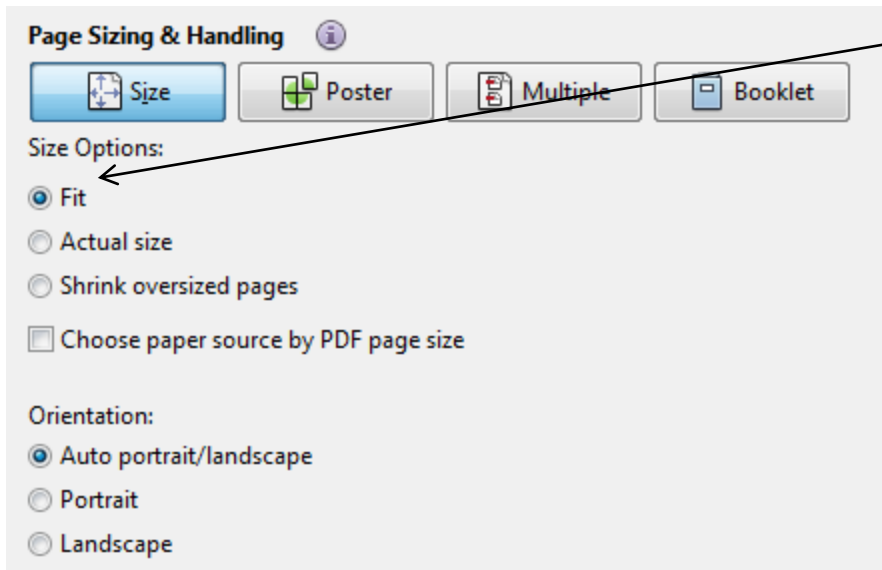 Page Sizing & Handling
Size Poster Multiple Booklet
Size Options:
Fit
Actual size
Shrink oversized pages
Choose paper source by PDF page size
Orientation:
Auto portrait/landscape
Portrait
Landscape